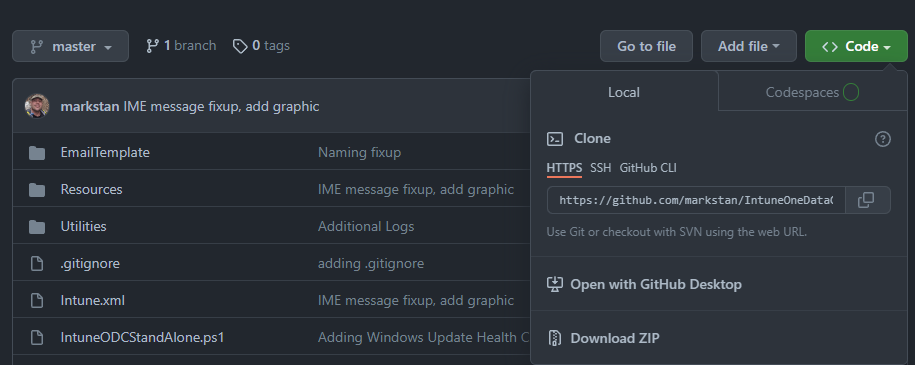 master 1 branch 0 tags Go to file Add file Code
markstan IME message fixup, add graphic
Local Codespaces
Clone
HTTPS SSH GitHub CLI
https://github.com/markstan/IntuneOneData
Use Git or checkout with SVN using the web URL.
Open with GitHub Desktop
Download ZIP
EmailTemplate Naming fixup
Resources IME message fixup, add graphic
Utilities Additional Logs
.gitignore adding .gitignore
Intune.xml IME message fixup, add graphic
IntuneODCStandAlone.ps1 Adding Windows Update Health